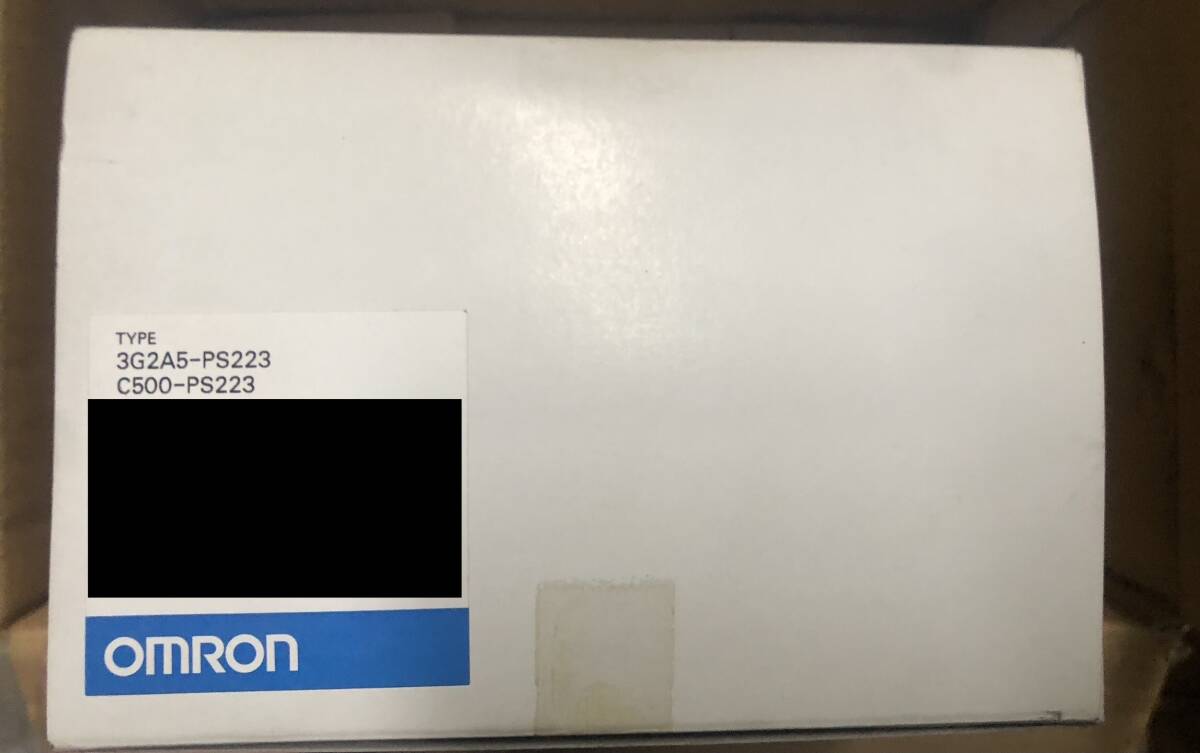 TYPE
3G2A5-PS223
C500-PS223
OMRON